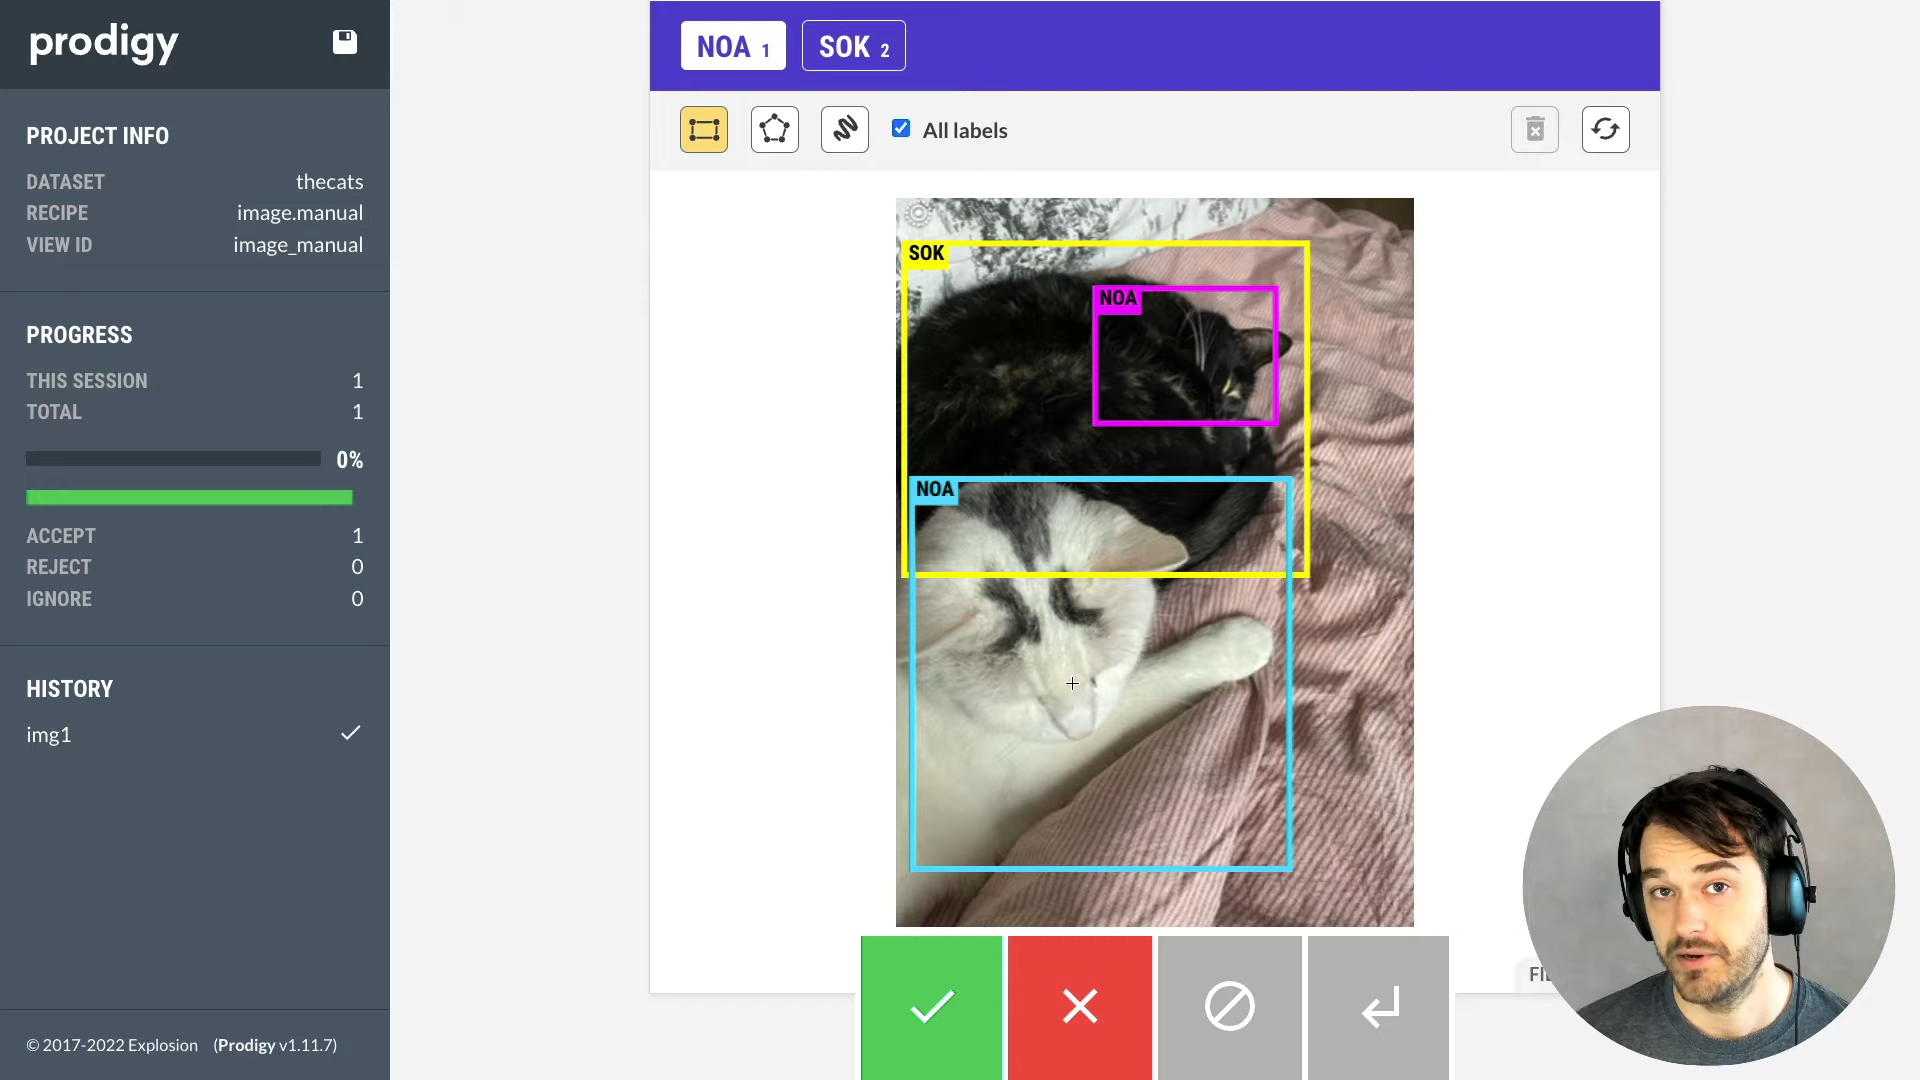 prodigy
PROJECT INFO
DATASET thecats
RECIPE image.manual
VIEW ID image_manual
PROGRESS
THIS SESSION 1
TOTAL 1
0%
ACCEPT 1
REJECT 0
IGNORE 0
HISTORY
img1
© 2017-2022 Explosion (Prodigy v1.11.7)
NOA 1 SOK 2
All labels
SOK
NOA
NOA